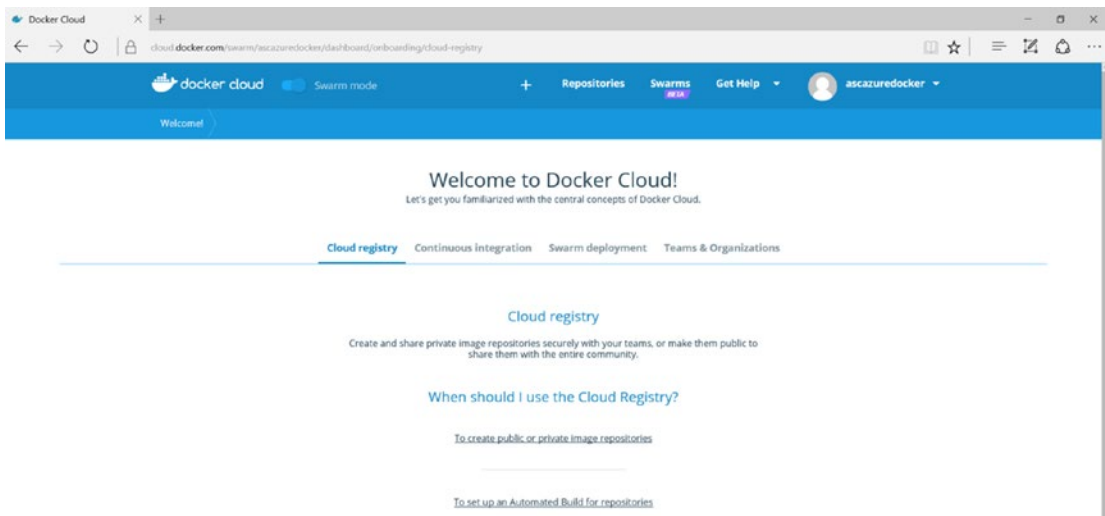 Docker Cloud
cloud.docker.com/swarm/ascazuredocker/dashboard/onboarding/cloud-registry
docker cloud Swarm mode + Repositories Swarms Get Help ascazuredocker
BETA
Welcome!
Welcome to Docker Cloud!
Let's get you familiarized with the central concepts of Docker Cloud.
Cloud registry Continuous integration Swarm deployment Teams & Organizations
Cloud registry
Create and share private image repositories securely with your teams, or make them public to
share them with the entire community.
When should I use the Cloud Registry?
To create public or private image repositories
To set up an Automated Build for repositories